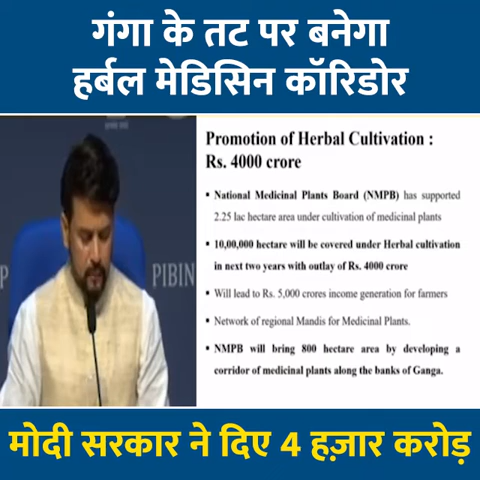 गंगा के तट पर बनेगा
हर्बल मेडिसिन कॉरिडोर
Promotion of Herbal Cultivation :
Rs. 4000 crore
• National Medicinal Plants Board (NMPB) has supported
2.25 lac hectare area under cultivation of medicinal plants
• 10,00,000 hectare will be covered under Herbal cultivation
in next two years with outlay of Rs. 4000 crore
• Will lead to Rs. 5,000 crores income generation for farmers
• Network of regional Mandis for Medicinal Plants.
• NMPB will bring 800 hectare area by developing a
corridor of medicinal plants along the banks of Ganga.
P
PIBIN
मोदी सरकार ने दिए 4 हज़ार करोड़